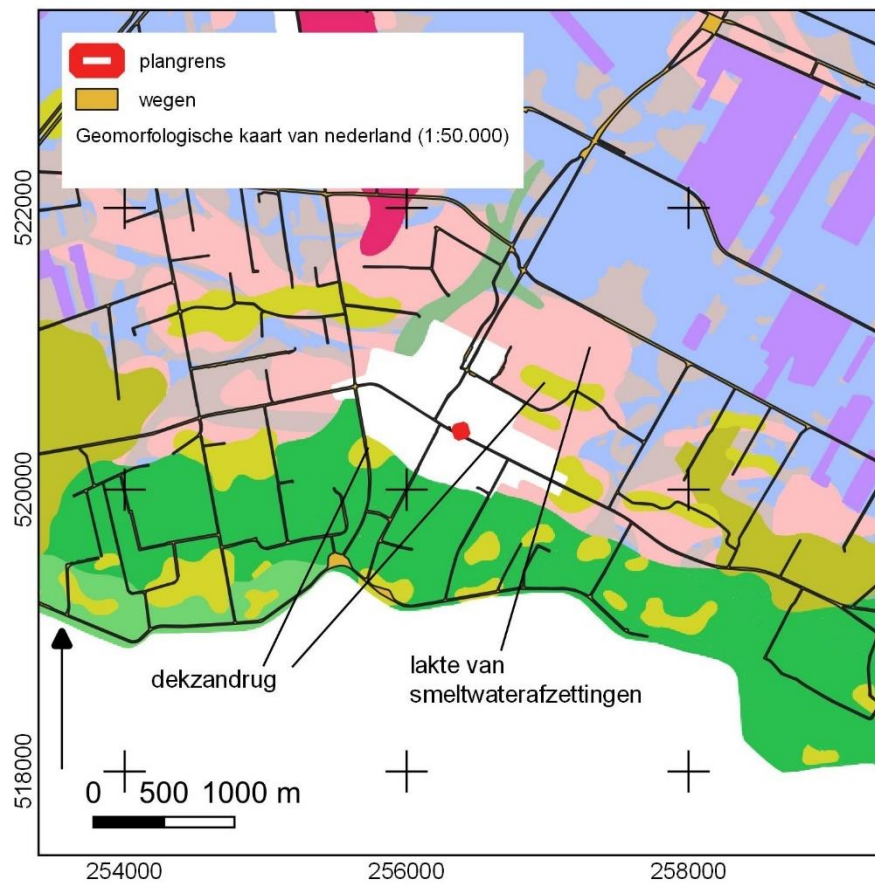 plangrens
wegen
Geomorfologische kaart van nederland (1:50.000)
522000
520000
518000
dekzandrug
lakte van
smeltwaterafzettingen
0 500 1000 m
254000 256000 258000